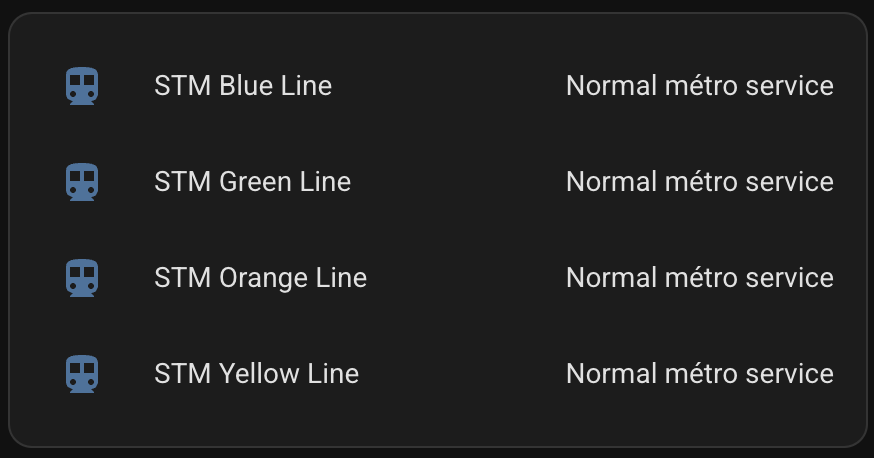 STM Blue Line Normal métro service
STM Green Line Normal métro service
STM Orange Line Normal métro service
STM Yellow Line Normal métro service